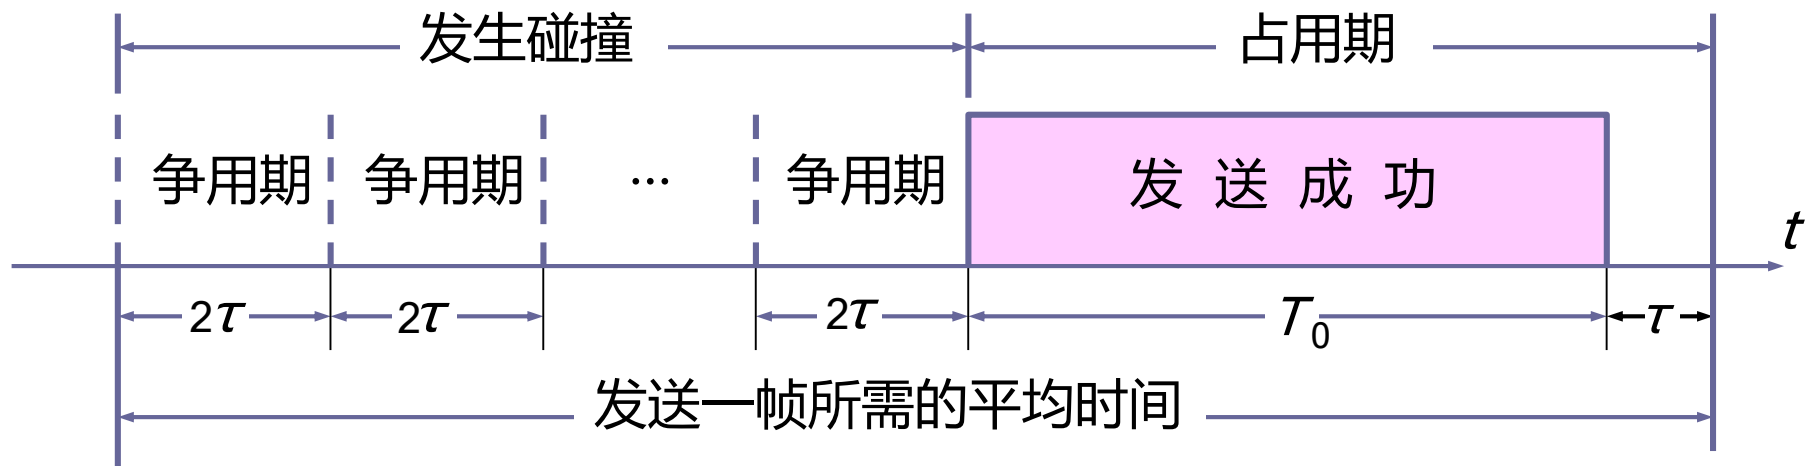 发生碰撞 占用期
争用期 争用期 … 争用期 发送成功
t
2τ 2τ 2τ T0 τ
发送一帧所需的平均时间